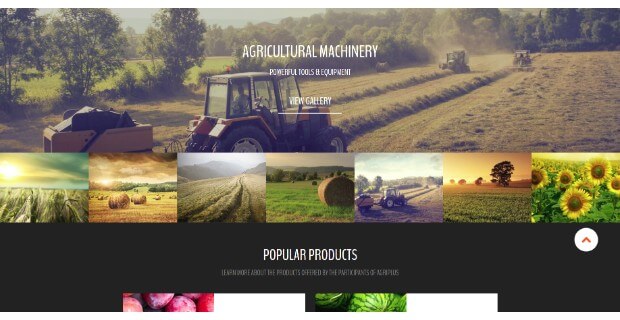 AGRICULTURAL MACHINERY
POWERFUL TOOLS & EQUIPMENT
VIEW GALLERY
POPULAR PRODUCTS
LEARN MORE ABOUT THE PRODUCTS OFFERED BY THE PARTICIPANTS OF AGROPLUS